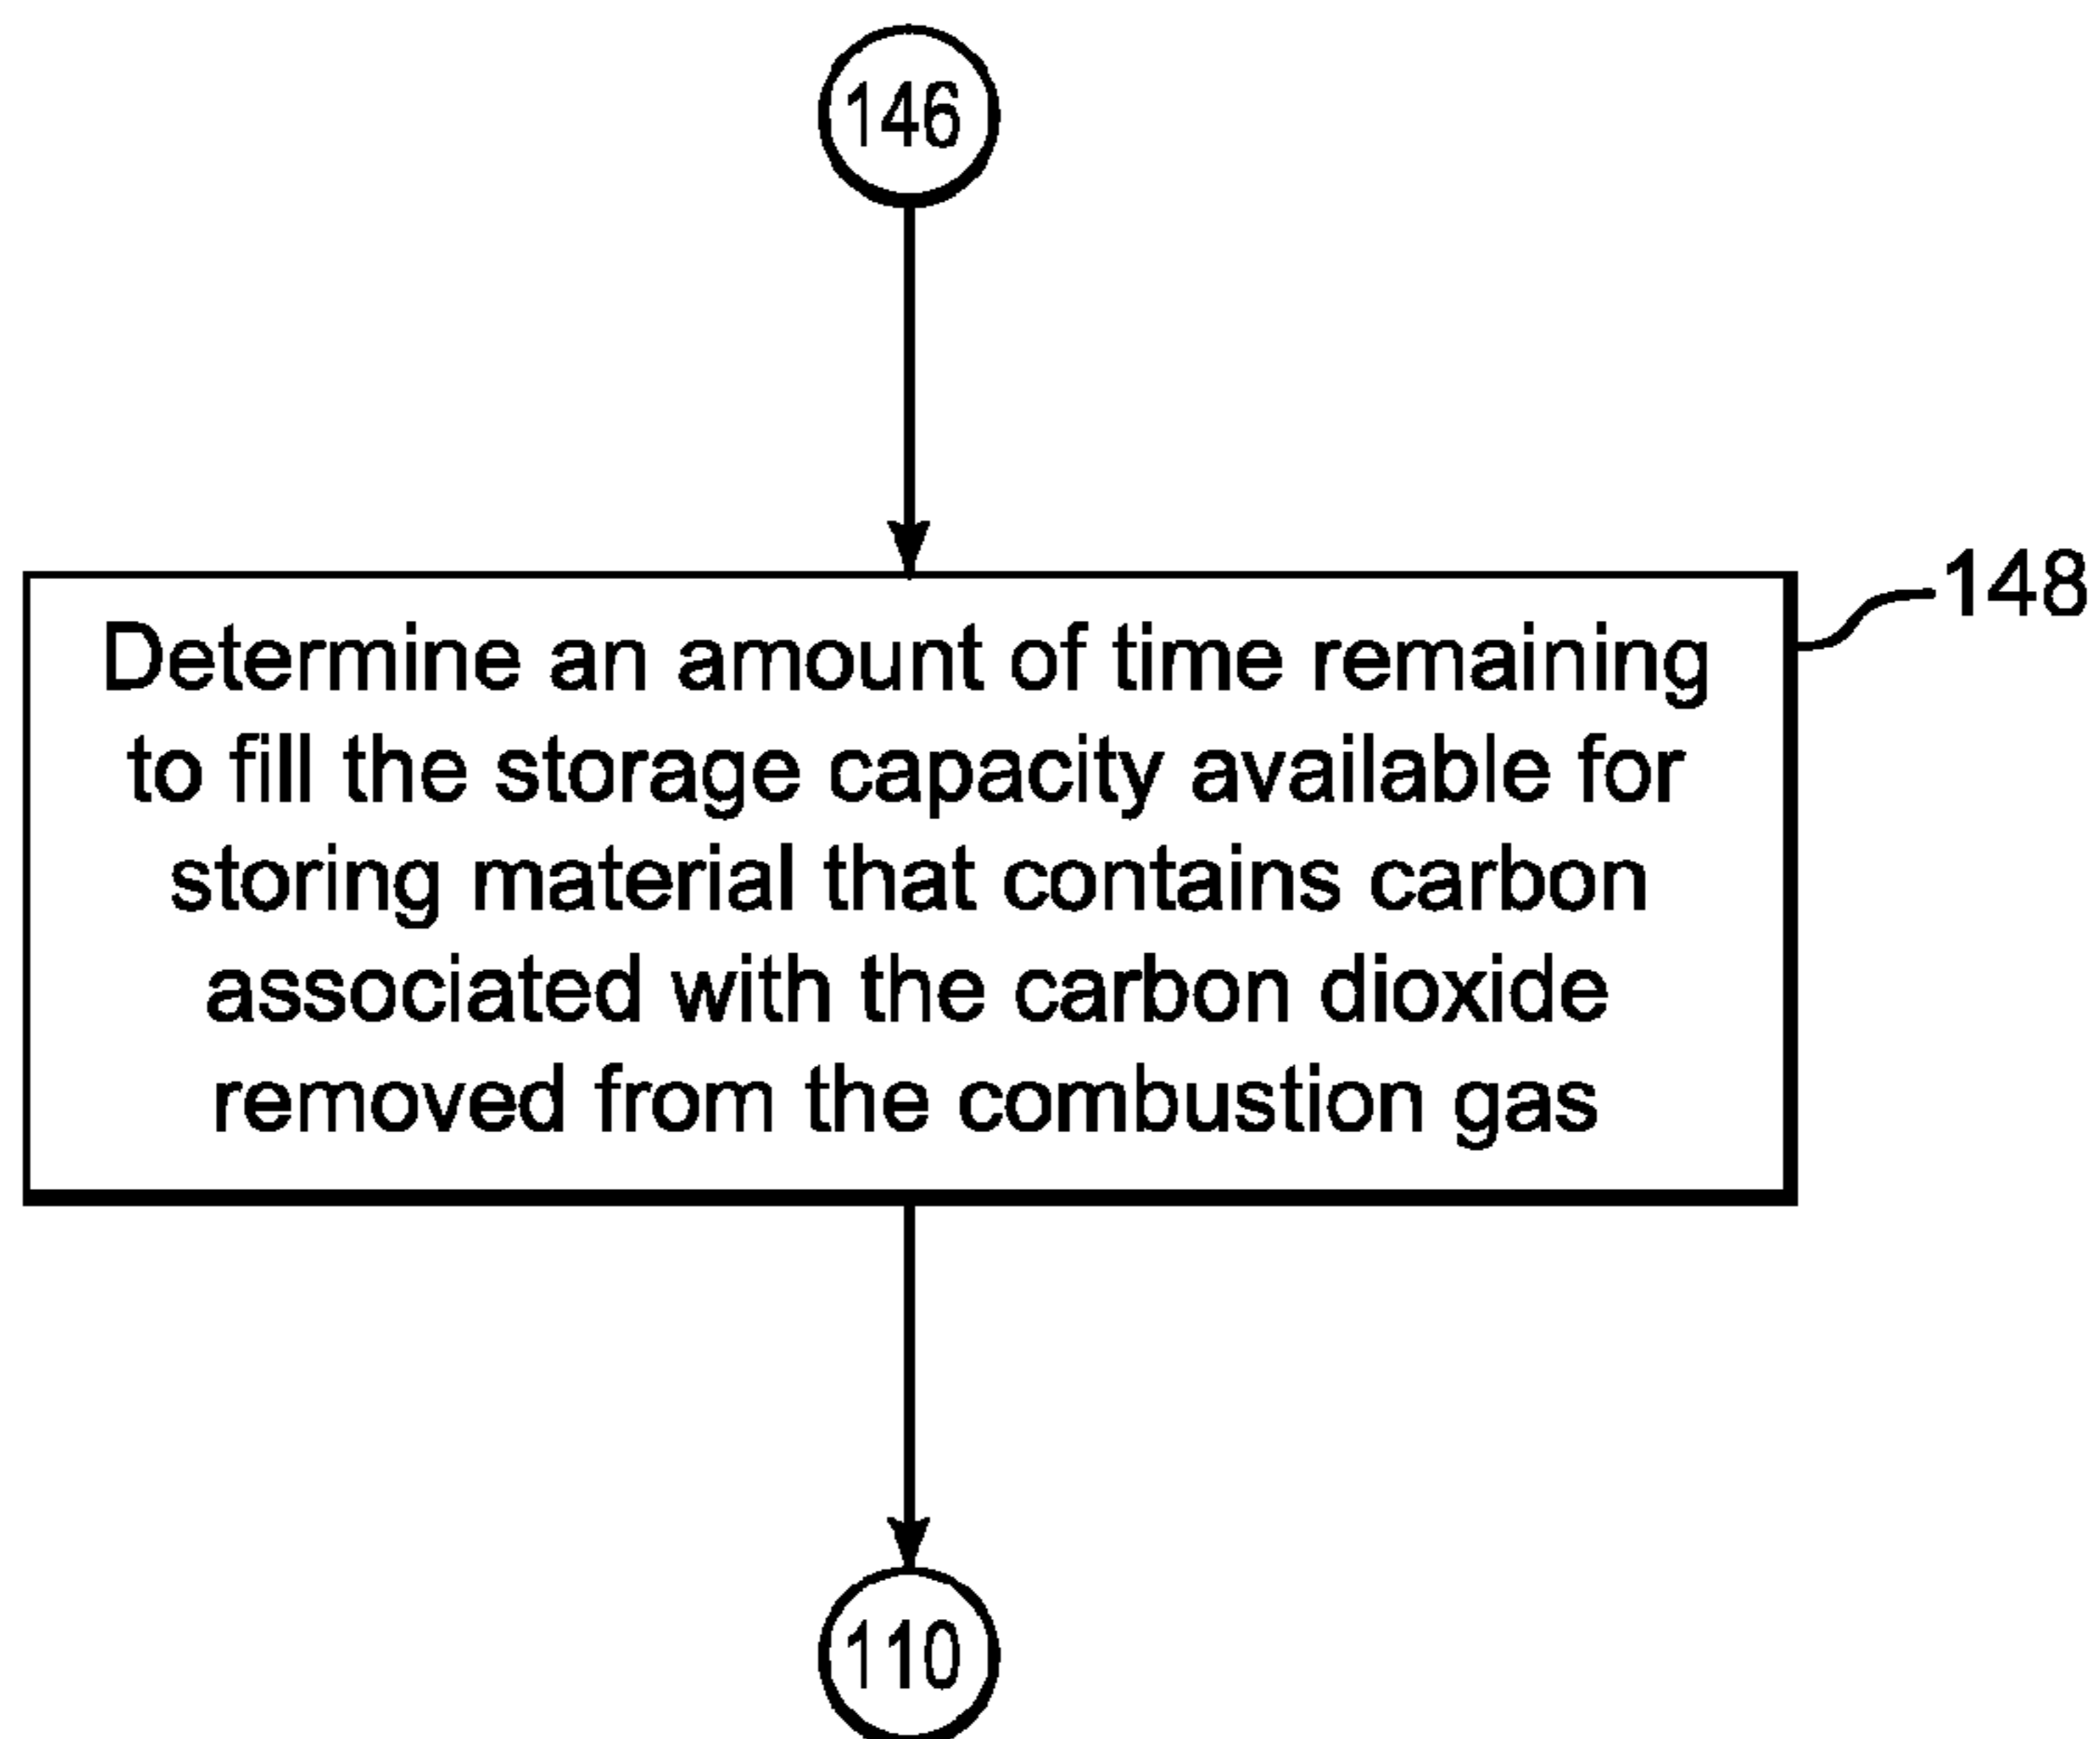 146
148
Determine an amount of time remaining
to fill the storage capacity available for
storing material that contains carbon
associated with the carbon dioxide
removed from the combustion gas
110